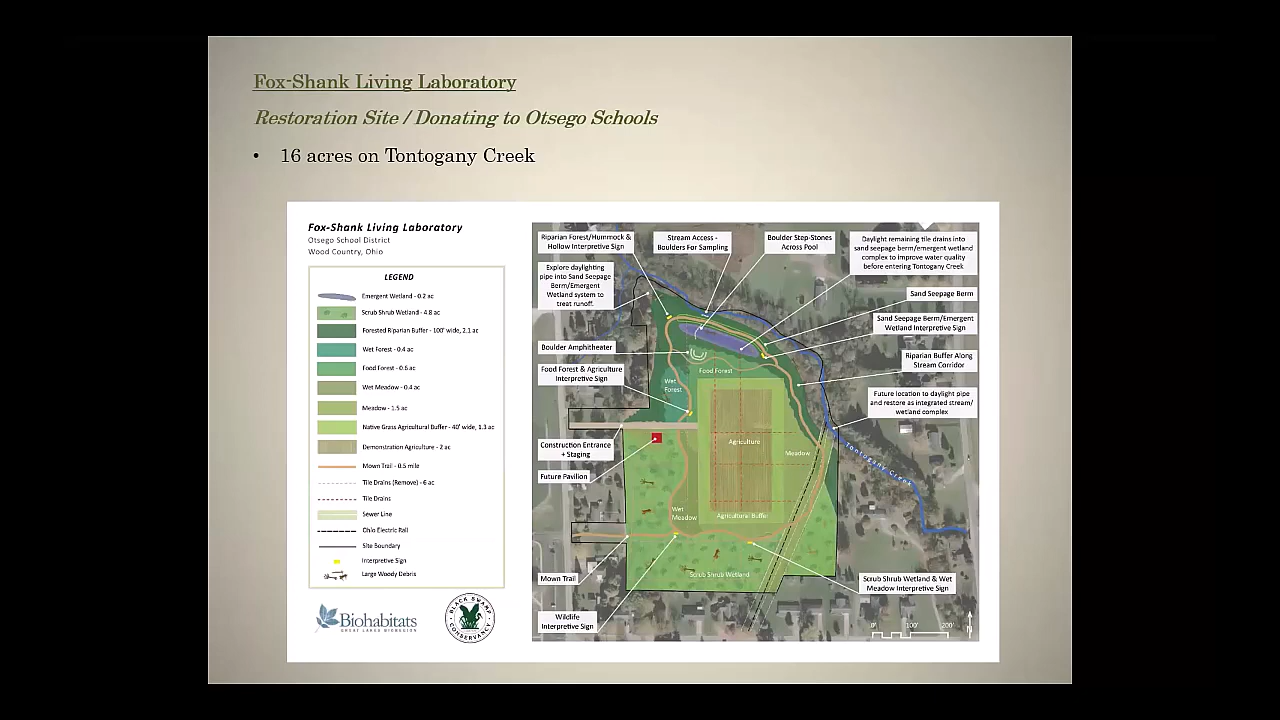 Fox-Shank Living Laboratory
Restoration Site / Donating to Otsego Schools
• 16 acres on Tontogany Creek
Fox-Shank Living Laboratory
Otsego School District
Wood Country, Ohio
LEGEND
Emergent Wetland - 0.2 ac
Scrub Shrub Wetland - 4.8 ac
Forested Riparian Buffer - 100' wide, 2.1 ac
Wet Forest - 0.4 ac
Food Forest - 0.6 ac
Wet Meadow - 0.4 ac
Meadow - 1.5 ac
Native Grass Agricultural Buffer - 40' wide, 1.3 ac
Demonstration Agriculture - 2 ac
Mown Trail - 0.5 mile
Tile Drains (Remove) - 6 ac
Tile Drains
Sewer Line
Ohio Electric Rail
Site Boundary
Interpretive Sign
Large Woody Debris
Biohabitats
GREAT LAKES BIOREGION
BLACK SWAMP
CONSERVANCY
Riparian Forest/Hummock &
Hollow Interpretive Sign
Stream Access -
Boulders For Sampling
Boulder Step-Stones
Across Pool
Daylight remaining tile drains into
sand seepage berm/emergent wetland
complex to improve water quality
before entering Tontogany Creek
Explore daylighting
pipe into Sand Seepage
Berm/Emergent
Wetland system to
treat runoff.
Sand Seepage Berm
Sand Seepage Berm/Emergent
Wetland Interpretive Sign
Boulder Amphitheater
Riparian Buffer Along
Stream Corridor
Food Forest & Agriculture
Interpretive Sign
Food Forest
Wet
Forest
Future location to daylight pipe
and restore as integrated stream/
wetland complex
Agriculture
Meadow
Tontogany Creek
Construction Entrance
+ Staging
Future Pavilion
Wet
Meadow
Agricultural Buffer
Mown Trail
Scrub Shrub Wetland
Scrub Shrub Wetland & Wet
Meadow Interpretive Sign
Wildlife
Interpretive Sign
0' 100' 200'
N